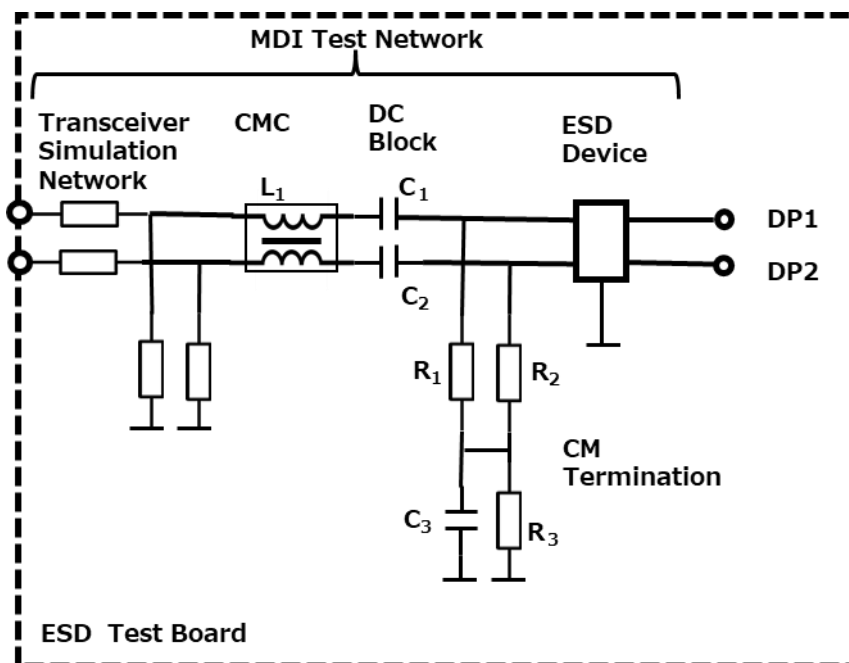 MDI Test Network
Transceiver
Simulation
Network
CMC
DC
Block
ESD
Device
L₁
C₁
DP1
DP2
C₂
R₁
R₂
CM
Termination
C₃
R₃
ESD Test Board